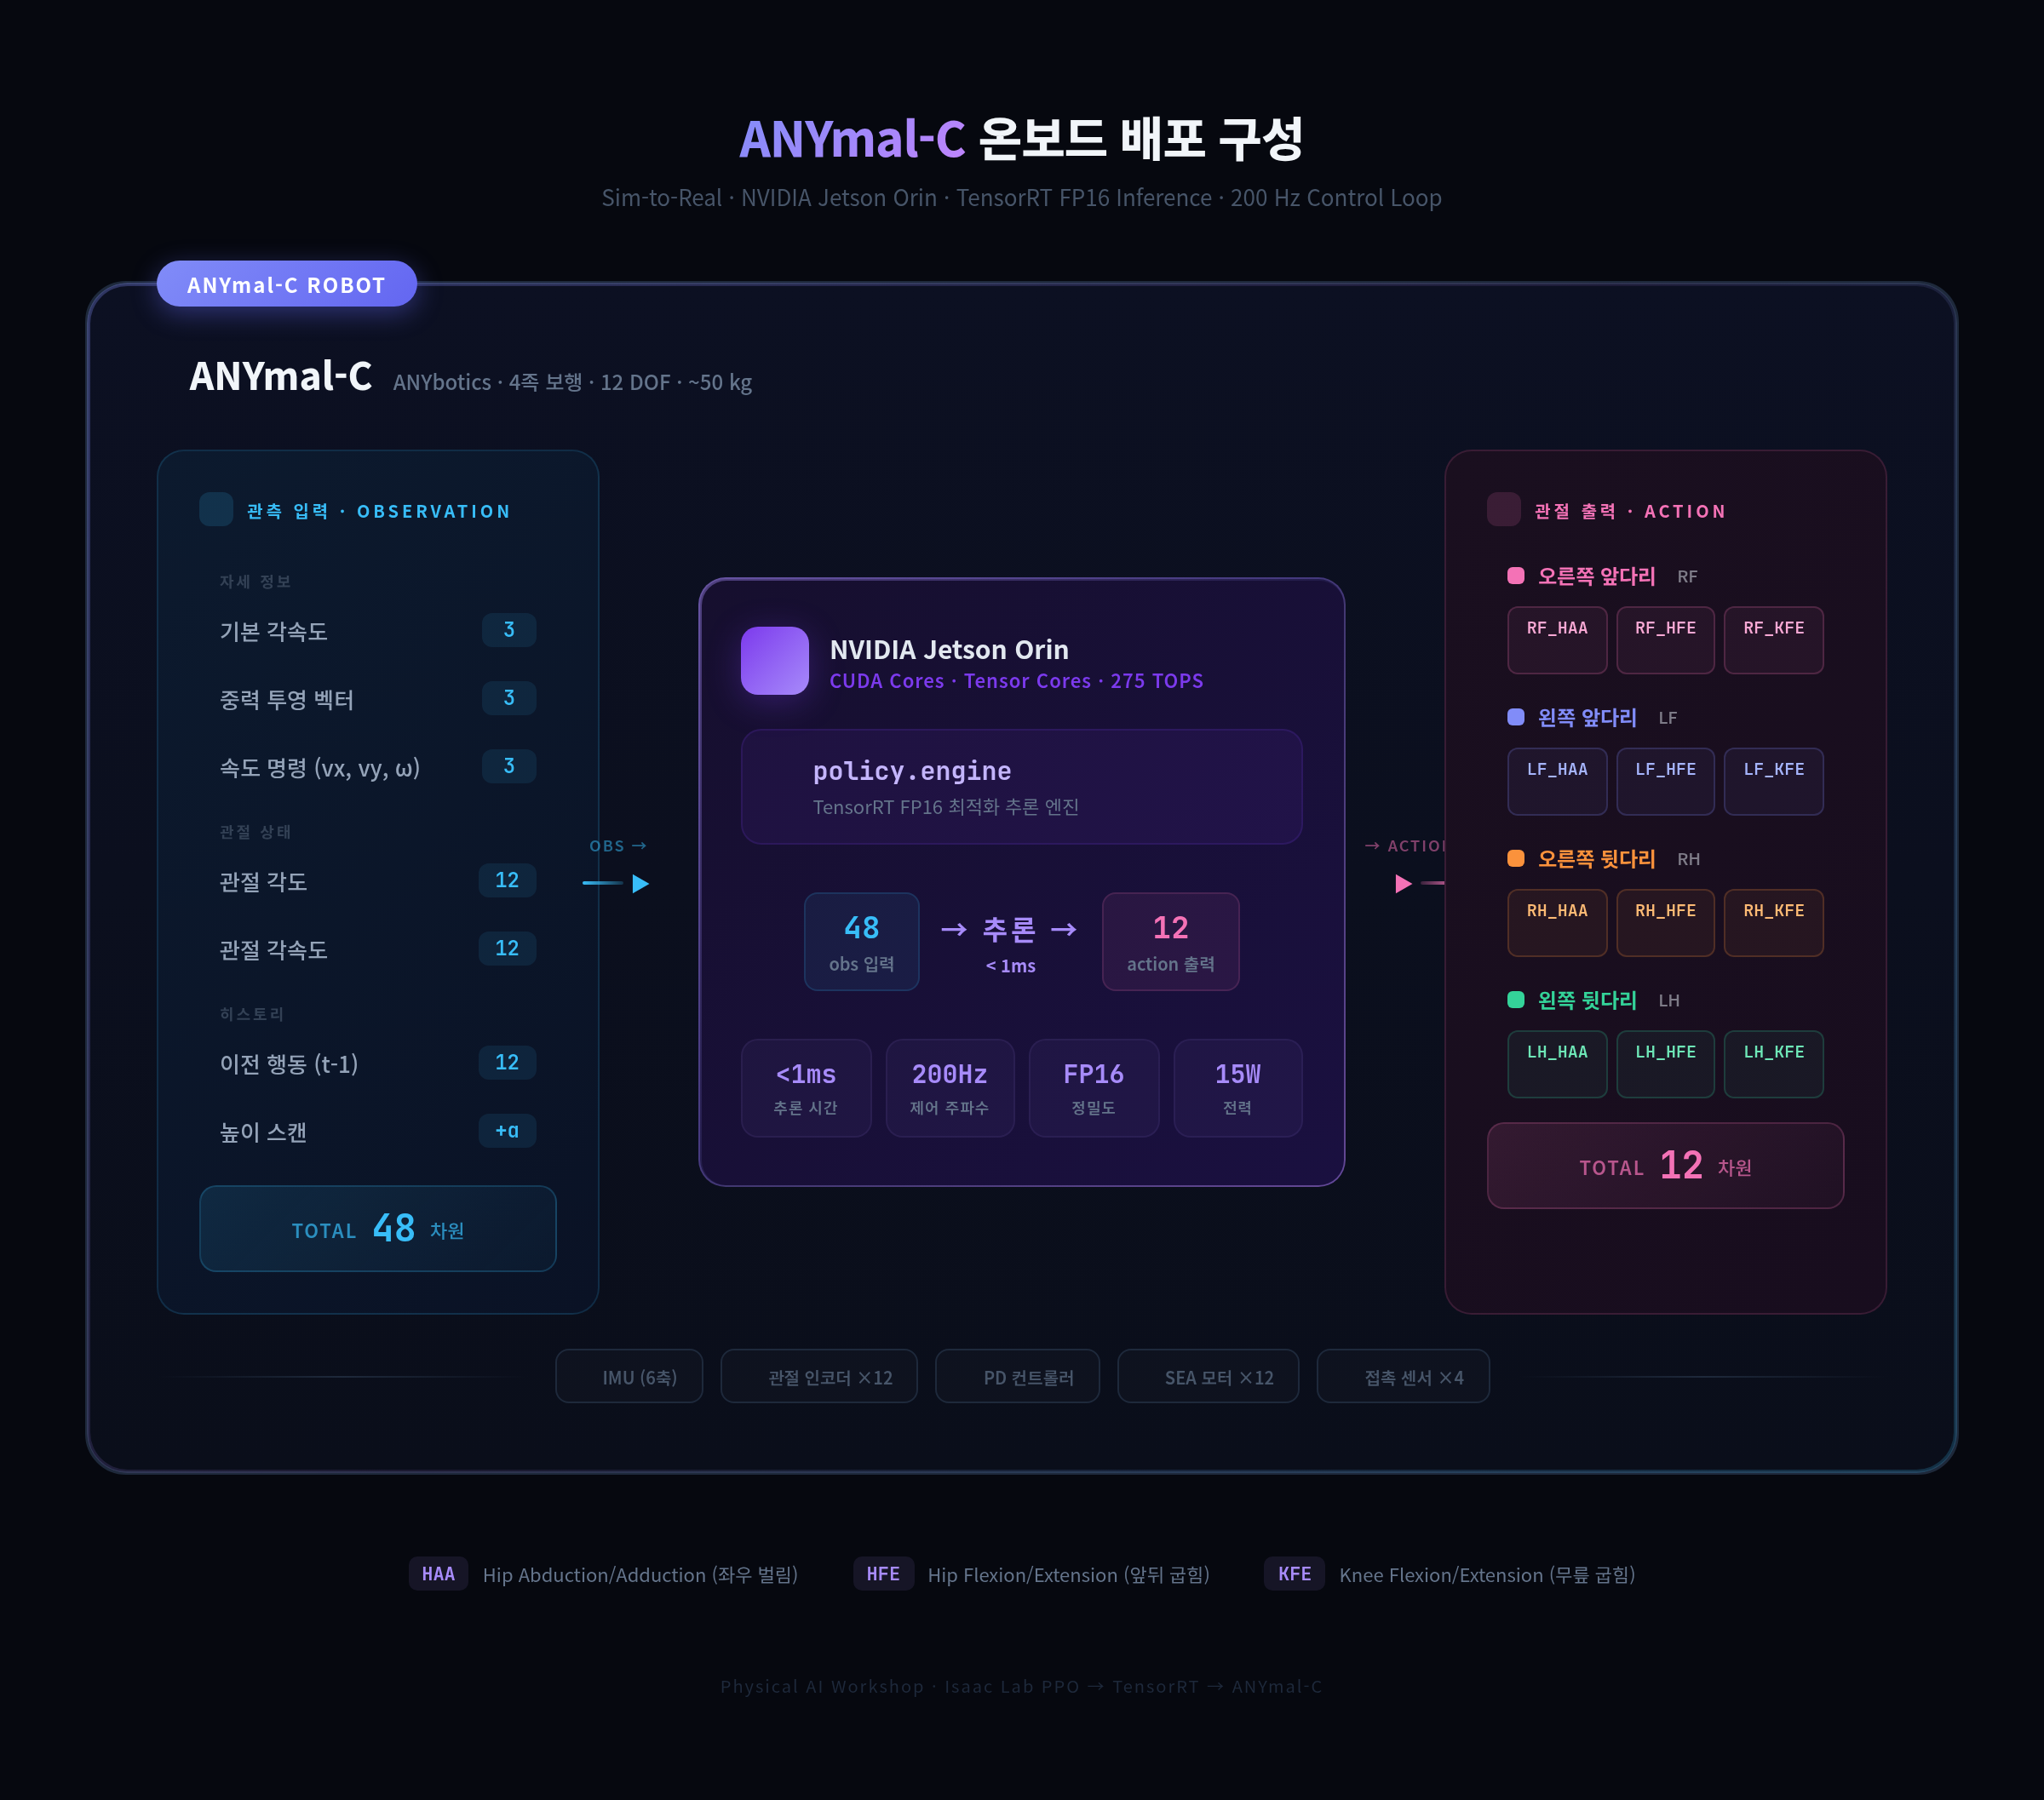 ANYmal-C 온보드 배포 구성
Sim-to-Real · NVIDIA Jetson Orin · TensorRT FP16 Inference · 200 Hz Control Loop
ANYmal-C ROBOT
ANYmal-C ANYbotics · 4족 보행 · 12 DOF · ~50 kg
관측 입력 · OBSERVATION
자세 정보
기본 각속도 3
중력 투영 벡터 3
속도 명령 (vx, vy, ω) 3
관절 상태
관절 각도 12
관절 각속도 12
히스토리
이전 행동 (t-1) 12
높이 스캔 +α
TOTAL 48 차원
OBS →
NVIDIA Jetson Orin
CUDA Cores · Tensor Cores · 275 TOPS
policy.engine
TensorRT FP16 최적화 추론 엔진
48
obs 입력
→ 추론 →
< 1ms
12
action 출력
<1ms
추론 시간
200Hz
제어 주파수
FP16
정밀도
15W
전력
→ ACTION
관절 출력 · ACTION
오른쪽 앞다리 RF
RF_HAA RF_HFE RF_KFE
왼쪽 앞다리 LF
LF_HAA LF_HFE LF_KFE
오른쪽 뒷다리 RH
RH_HAA RH_HFE RH_KFE
왼쪽 뒷다리 LH
LH_HAA LH_HFE LH_KFE
TOTAL 12 차원
IMU (6축)
관절 인코더 ×12
PD 컨트롤러
SEA 모터 ×12
접촉 센서 ×4
HAA Hip Abduction/Adduction (좌우 벌림)
HFE Hip Flexion/Extension (앞뒤 굽힘)
KFE Knee Flexion/Extension (무릎 굽힘)
Physical AI Workshop · Isaac Lab PPO → TensorRT → ANYmal-C